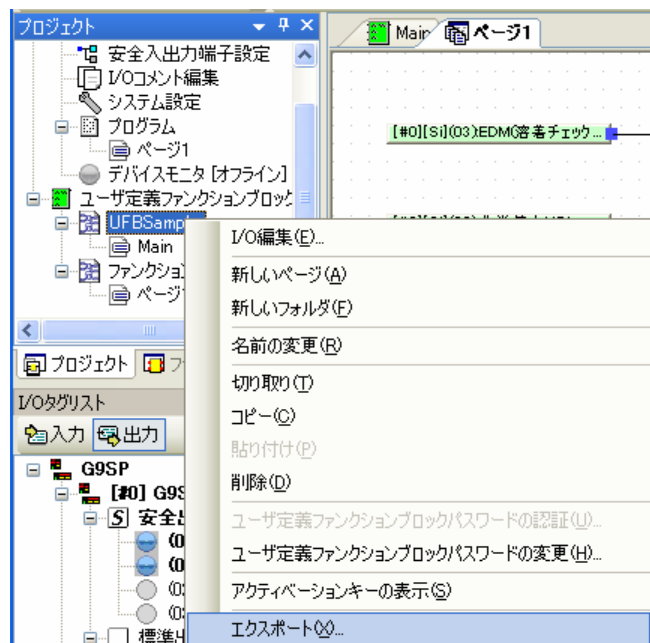 プロジェクト
安全入出力端子設定
I/Oコメント編集
システム設定
プログラム
ページ1
デバイスモニタ [オフライン]
ユーザ定義ファンクションブロック
UFBSamp
Main
ファンクション
ページ
プロジェクト
フ
I/Oタグリスト
入力 出力
G9SP
[#0] G9S
安全出
(0
(0
(0
(0
標準出
Main ページ1
[#0][Si](03):EDM(溶着チェック...
I/O編集(E)...
新しいページ(A)
新しいフォルダ(F)
名前の変更(R)
切り取り(T)
コピー(C)
貼り付け(P)
削除(D)
ユーザ定義ファンクションブロックパスワードの認証(U)...
ユーザ定義ファンクションブロックパスワードの変更(H)...
アクティベーションキーの表示(S)
エクスポート(X)...